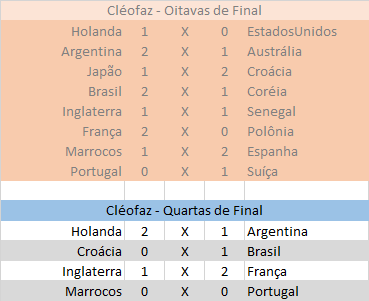 Cléofaz - Oitavas de Final
Holanda 1 X 0 EstadosUnidos
Argentina 2 X 1 Austrália
Japão 1 X 2 Croácia
Brasil 2 X 1 Coréia
Inglaterra 1 X 1 Senegal
França 2 X 0 Polônia
Marrocos 1 X 2 Espanha
Portugal 0 X 1 Suíça
Cléofaz - Quartas de Final
Holanda 2 X 1 Argentina
Croácia 0 X 1 Brasil
Inglaterra 1 X 2 França
Marrocos 0 X 0 Portugal